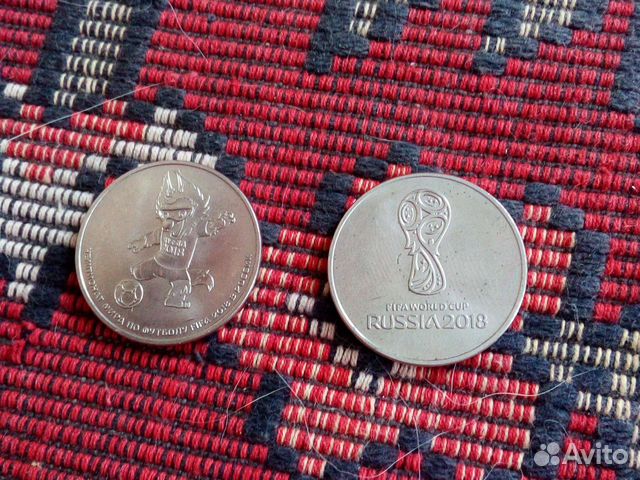 ЧЕМПИОНАТ МИРА ПО ФУТБОЛУ FIFA 2018 В РОССИИ
FIFA WORLD CUP
RUSSIA 2018
Avito